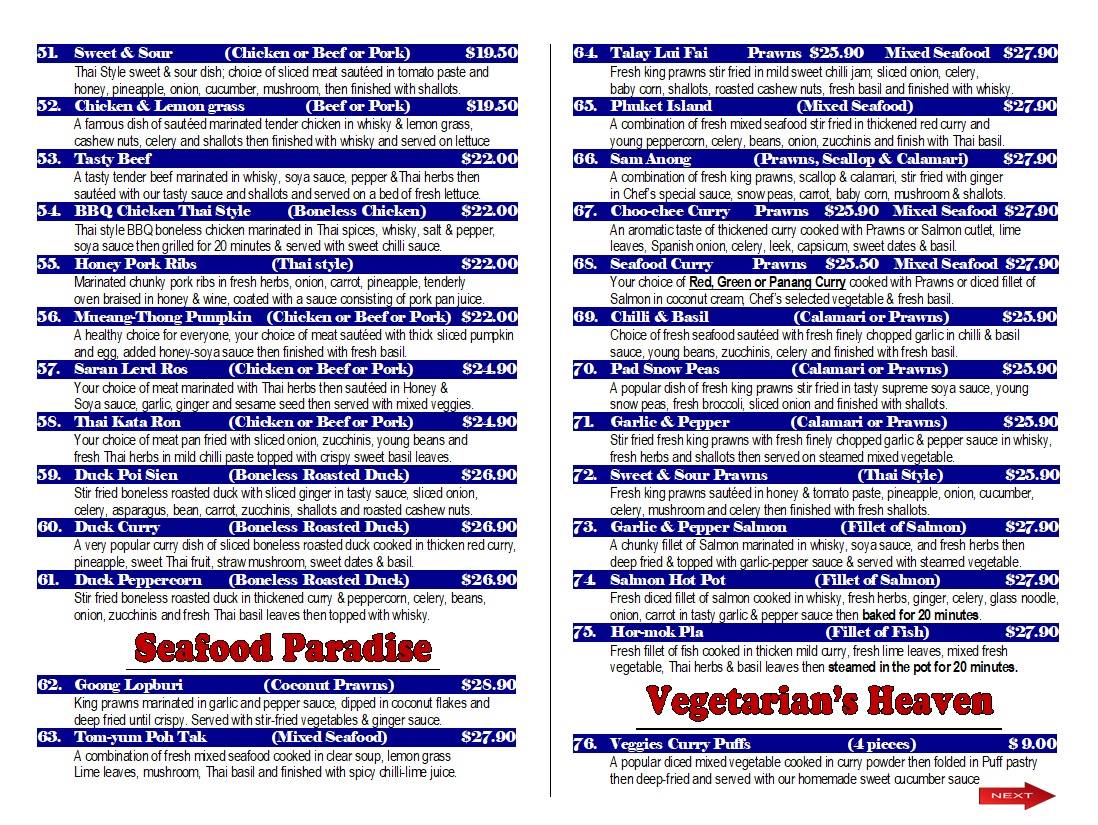 51. Sweet & Sour (Chicken or Beef or Pork) $19.50
Thai Style sweet & sour dish; choice of sliced meat sautéed in tomato paste and
honey, pineapple, onion, cucumber, mushroom, then finished with shallots.
52. Chicken & Lemon grass (Beef or Pork) $19.50
A famous dish of sautéed marinated tender chicken in whisky & lemon grass,
cashew nuts, celery and shallots then finished with whisky and served on lettuce
53. Tasty Beef $22.00
A tasty tender beef marinated in whisky, soya sauce, pepper &Thai herbs then
sautéed with our tasty sauce and shallots and served on a bed of fresh lettuce.
54. BBQ Chicken Thai Style (Boneless Chicken) $22.00
Thai style BBQ boneless chicken marinated in Thai spices, whisky, salt & pepper,
soya sauce then grilled for 20 minutes & served with sweet chilli sauce.
55. Honey Pork Ribs (Thai style) $22.00
Marinated chunky pork ribs in fresh herbs, onion, carrot, pineapple, tenderly
oven braised in honey & wine, coated with a sauce consisting of pork pan juice.
56. Mueang-Thong Pumpkin (Chicken or Beef or Pork) $22.00
A healthy choice for everyone, your choice of meat sautéed with thick sliced pumpkin
and egg, added honey-soya sauce then finished with fresh basil.
57. Saran Lerd Ros (Chicken or Beef or Pork) $24.90
Your choice of meat marinated with Thai herbs then sautéed in Honey &
Soya sauce, garlic, ginger and sesame seed then served with mixed veggies.
58. Thai Kata Ron (Chicken or Beef or Pork) $24.90
Your choice of meat pan fried with sliced onion, zucchinis, young beans and
fresh Thai herbs in mild chilli paste topped with crispy sweet basil leaves.
59. Duck Poi Sien (Boneless Roasted Duck) $26.90
Stir fried boneless roasted duck with sliced ginger in tasty sauce, sliced onion,
celery, asparagus, bean, carrot, zucchinis, shallots and roasted cashew nuts.
60. Duck Curry (Boneless Roasted Duck) $26.90
A very popular curry dish of sliced boneless roasted duck cooked in thicken red curry,
pineapple, sweet Thai fruit, straw mushroom, sweet dates & basil.
61. Duck Peppercorn (Boneless Roasted Duck) $26.90
Stir fried boneless roasted duck in thickened curry & peppercorn, celery, beans,
onion, zucchinis and fresh Thai basil leaves then topped with whisky.
Seafood Paradise
62. Goong Lopburi (Coconut Prawns) $28.90
King prawns marinated in garlic and pepper sauce, dipped in coconut flakes and
deep fried until crispy. Served with stir-fried vegetables & ginger sauce.
63. Tom-yum Poh Tak (Mixed Seafood) $27.90
A combination of fresh mixed seafood cooked in clear soup, lemon grass
Lime leaves, mushroom, Thai basil and finished with spicy chilli-lime juice.
64. Talay Lui Fai Prawns $25.90 Mixed Seafood $27.90
Fresh king prawns stir fried in mild sweet chilli jam; sliced onion, celery,
baby corn, shallots, roasted cashew nuts, fresh basil and finished with whisky.
65. Phuket Island (Mixed Seafood) $27.90
A combination of fresh mixed seafood stir fried in thickened red curry and
young peppercorn, celery, beans, onion, zucchinis and finish with Thai basil.
66. Sam Anong (Prawns, Scallop & Calamari) $27.90
A combination of fresh king prawns, scallop & calamari, stir fried with ginger
in Chef's special sauce, snow peas, carrot, baby corn, mushroom & shallots.
67. Choo-chee Curry Prawns $25.90 Mixed Seafood $27.90
An aromatic taste of thickened curry cooked with Prawns or Salmon cutlet, lime
leaves, Spanish onion, celery, leek, capsicum, sweet dates & basil.
68. Seafood Curry Prawns $25.50 Mixed Seafood $27.90
Your choice of Red, Green or Panang Curry cooked with Prawns or diced fillet of
Salmon in coconut cream, Chef's selected vegetable & fresh basil.
69. Chilli & Basil (Calamari or Prawns) $25.90
Choice of fresh seafood sautéed with fresh finely chopped garlic in chilli & basil
sauce, young beans, zucchinis, celery and finished with fresh basil.
70. Pad Snow Peas (Calamari or Prawns) $25.90
A popular dish of fresh king prawns stir fried in tasty supreme soya sauce, young
snow peas, fresh broccoli, sliced onion and finished with shallots.
71. Garlic & Pepper (Calamari or Prawns) $25.90
Stir fried fresh king prawns with fresh finely chopped garlic & pepper sauce in whisky,
fresh herbs and shallots then served on steamed mixed vegetable.
72. Sweet & Sour Prawns (Thai Style) $25.90
Fresh king prawns sautéed in honey & tomato paste, pineapple, onion, cucumber,
celery, mushroom and celery then finished with fresh shallots.
73. Garlic & Pepper Salmon (Fillet of Salmon) $27.90
A chunky fillet of Salmon marinated in whisky, soya sauce, and fresh herbs then
deep fried & topped with garlic-pepper sauce & served with steamed vegetable.
74. Salmon Hot Pot (Fillet of Salmon) $27.90
Fresh diced fillet of salmon cooked in whisky, fresh herbs, ginger, celery, glass noodle,
onion, carrot in tasty garlic & pepper sauce then baked for 20 minutes.
75. Hor-mok Pla (Fillet of Fish) $27.90
Fresh fillet of fish cooked in thicken mild curry, fresh lime leaves, mixed fresh
vegetable, Thai herbs & basil leaves then steamed in the pot for 20 minutes.
Vegetarian's Heaven
76. Veggies Curry Puffs (4 pieces) $ 9.00
A popular diced mixed vegetable cooked in curry powder then folded in Puff pastry
then deep-fried and served with our homemade sweet cucumber sauce
NEXT